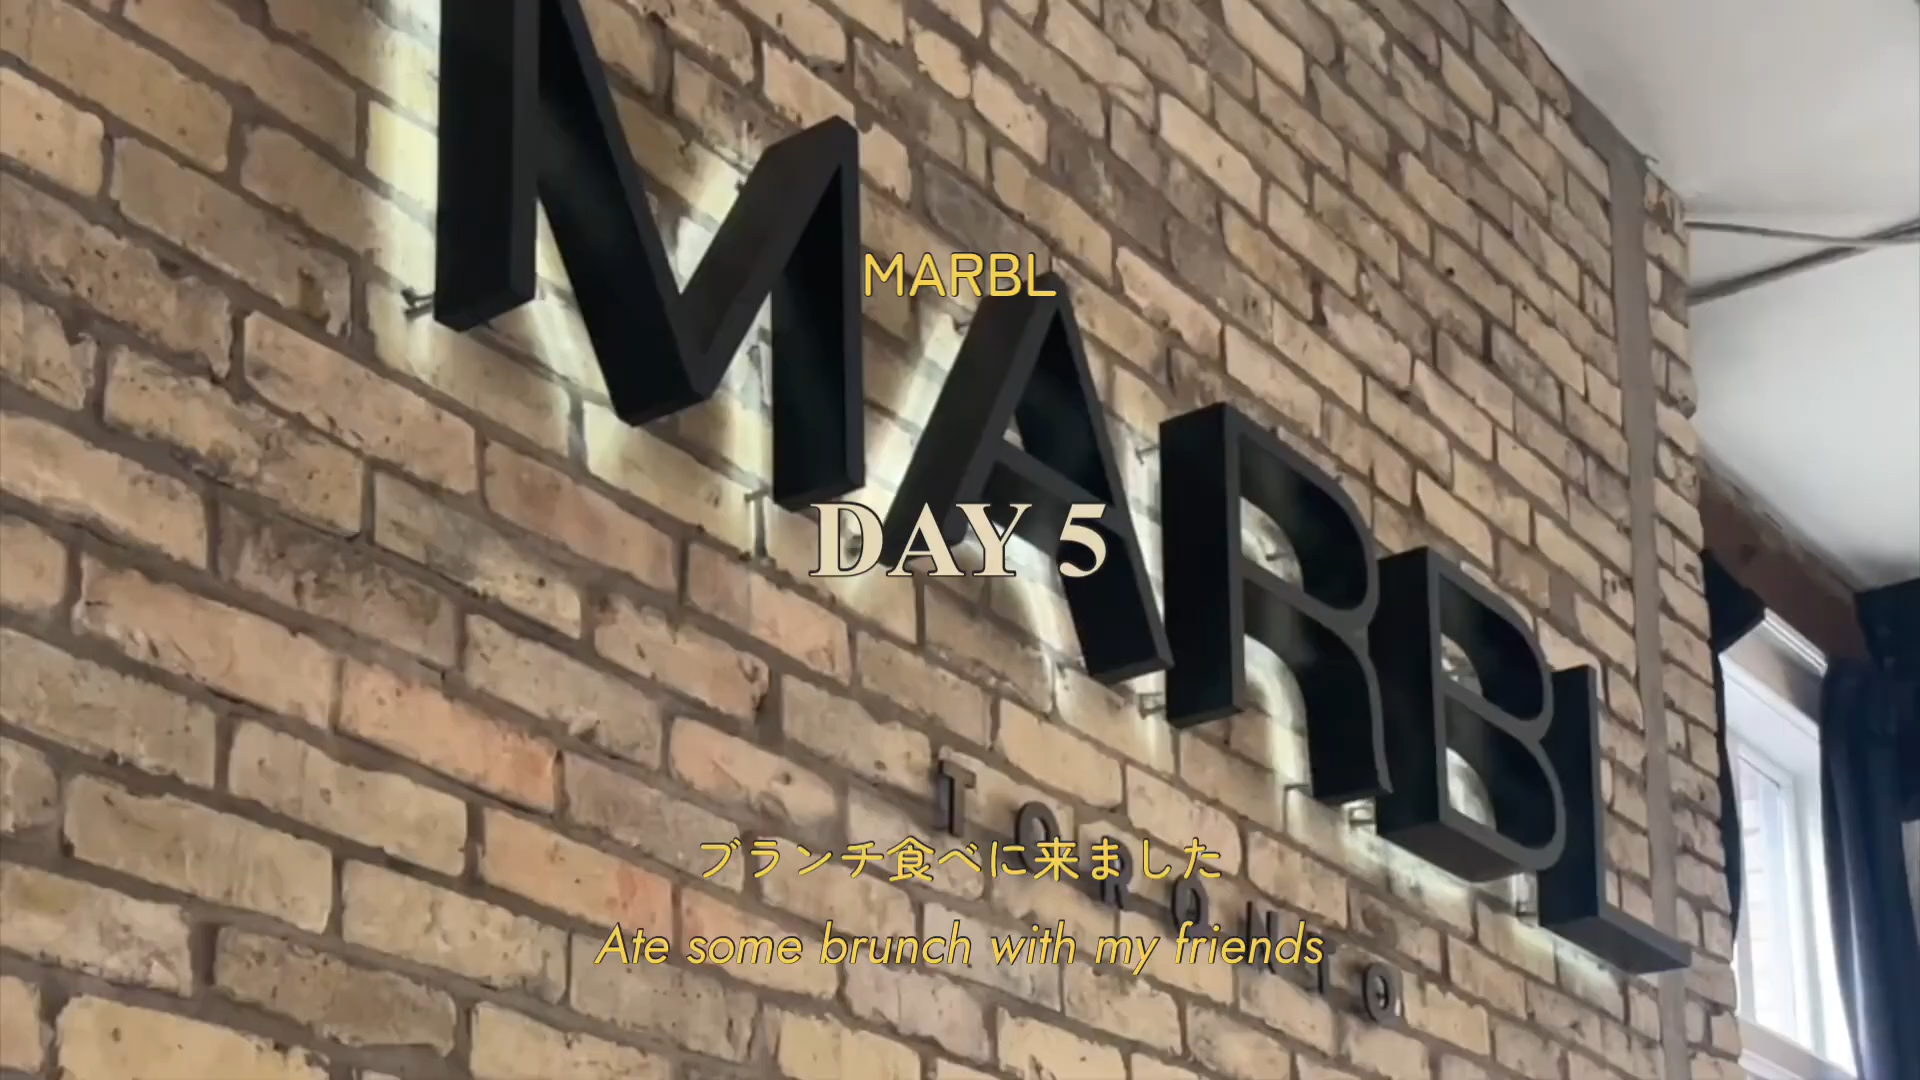 MARBL
MARBL
DAY 5
TORONTO
ブランチ食べに来ました
Ate some brunch with my friends